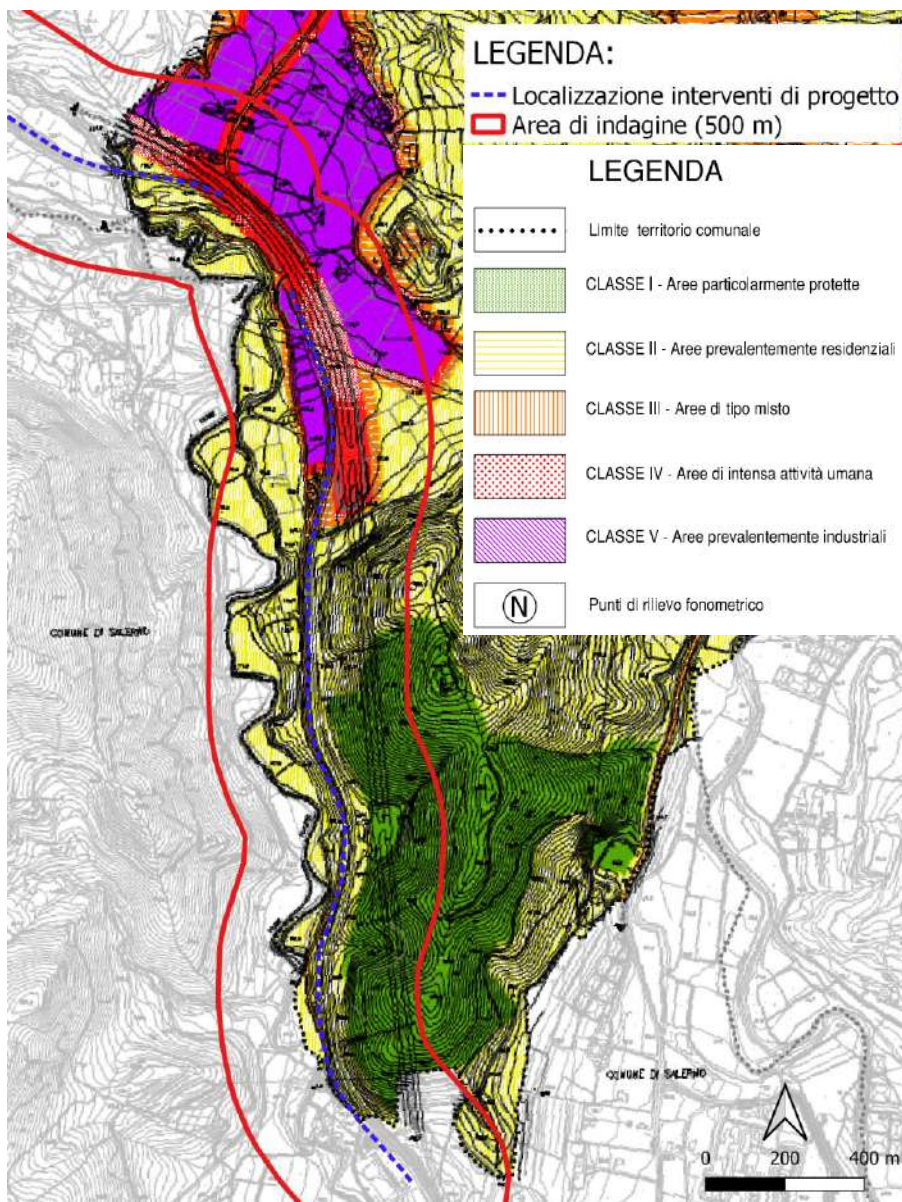 LEGENDA:
Localizzazione interventi di progetto
Area di indagine (500 m)
LEGENDA
Limite territorio comunale
CLASSE I - Aree particolarmente protette
CLASSE II - Aree prevalentemente residenziali
CLASSE III - Aree di tipo misto
CLASSE IV - Aree di intensa attività umana
CLASSE V - Aree prevalentemente industriali
N
Punti di rilievo fonometrico
COMUNE DI SALERNO
COMUNE DI SALERNO
0 200 400 m